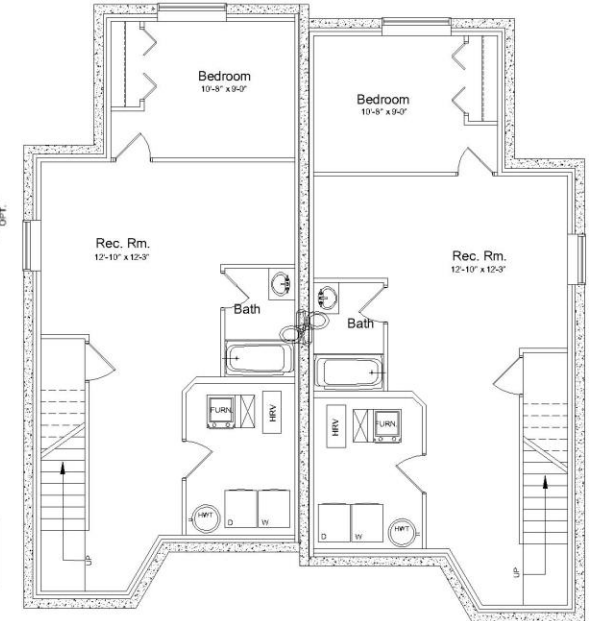 Bedroom
10'-8" x 9'-0"
Bedroom
10'-8" x 9'-0"
OPT.
Rec. Rm.
12'-10" x 12'-3"
Rec. Rm.
12'-10" x 12'-3"
Bath
Bath
FURN.
HRV
HRV
FURN.
HWT
D
W
D
W
HWT
UP
UP